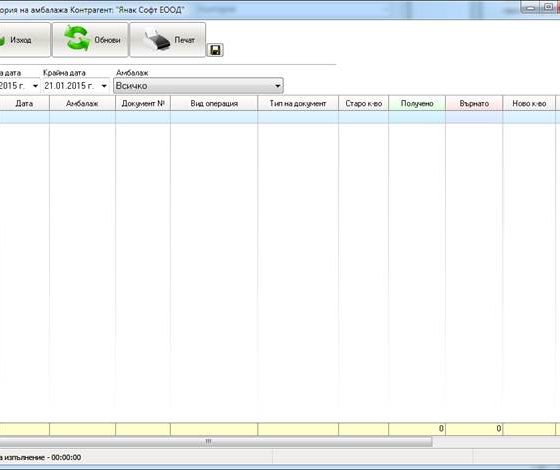 ория на амбалажа Контрагент: "Янак Софт ЕООД"
Изход Обнови Печат
а дата Крайна дата Амбалаж
2015 г. 21.01.2015 г. Всичко
Дата Амбалаж Документ № Вид операция Тип на документ Старо к-во Получено Върнато Ново к-во
0 0
а изпълнение - 00:00:00